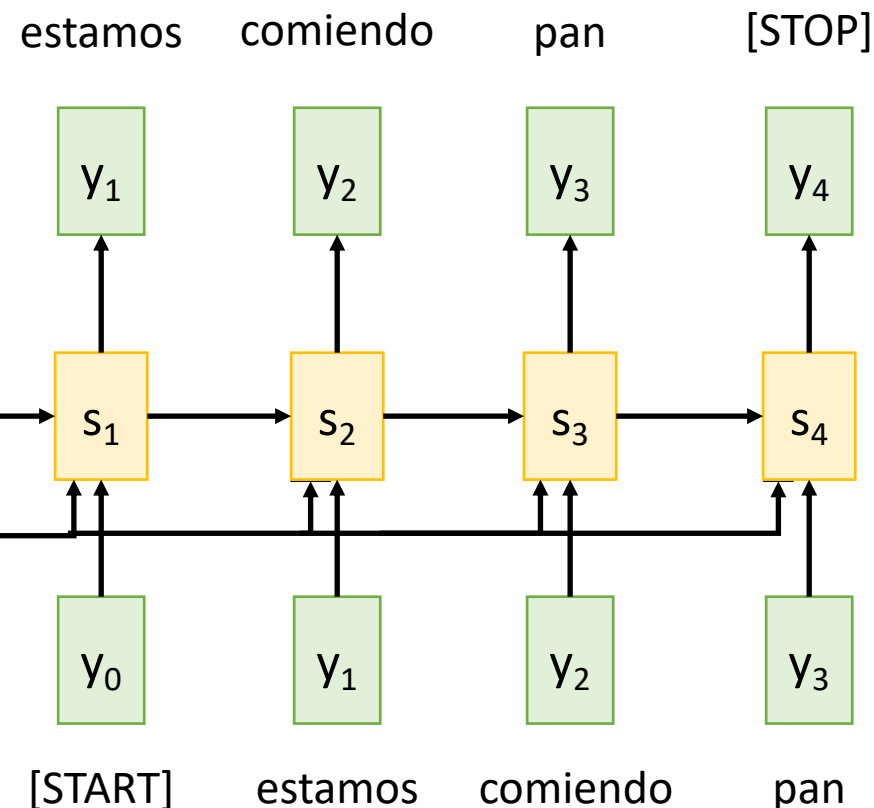 estamos comiendo pan [STOP]
y₁ y₂ y₃ y₄
s₁ s₂ s₃ s₄
y₀ y₁ y₂ y₃
[START] estamos comiendo pan